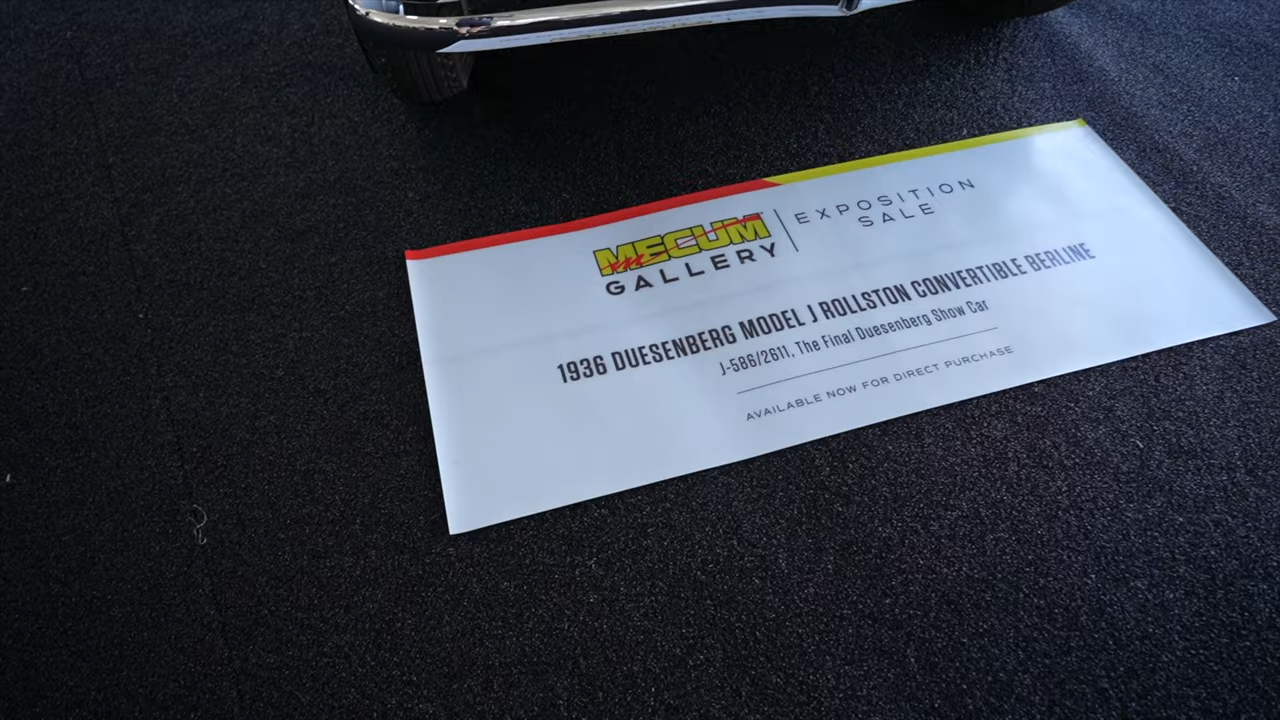 MECUM
GALLERY
EXPOSITION
SALE
1936 DUESENBERG MODEL J ROLLSTON CONVERTIBLE BERLINE
J-586/2611, The Final Duesenberg Show Car
AVAILABLE NOW FOR DIRECT PURCHASE